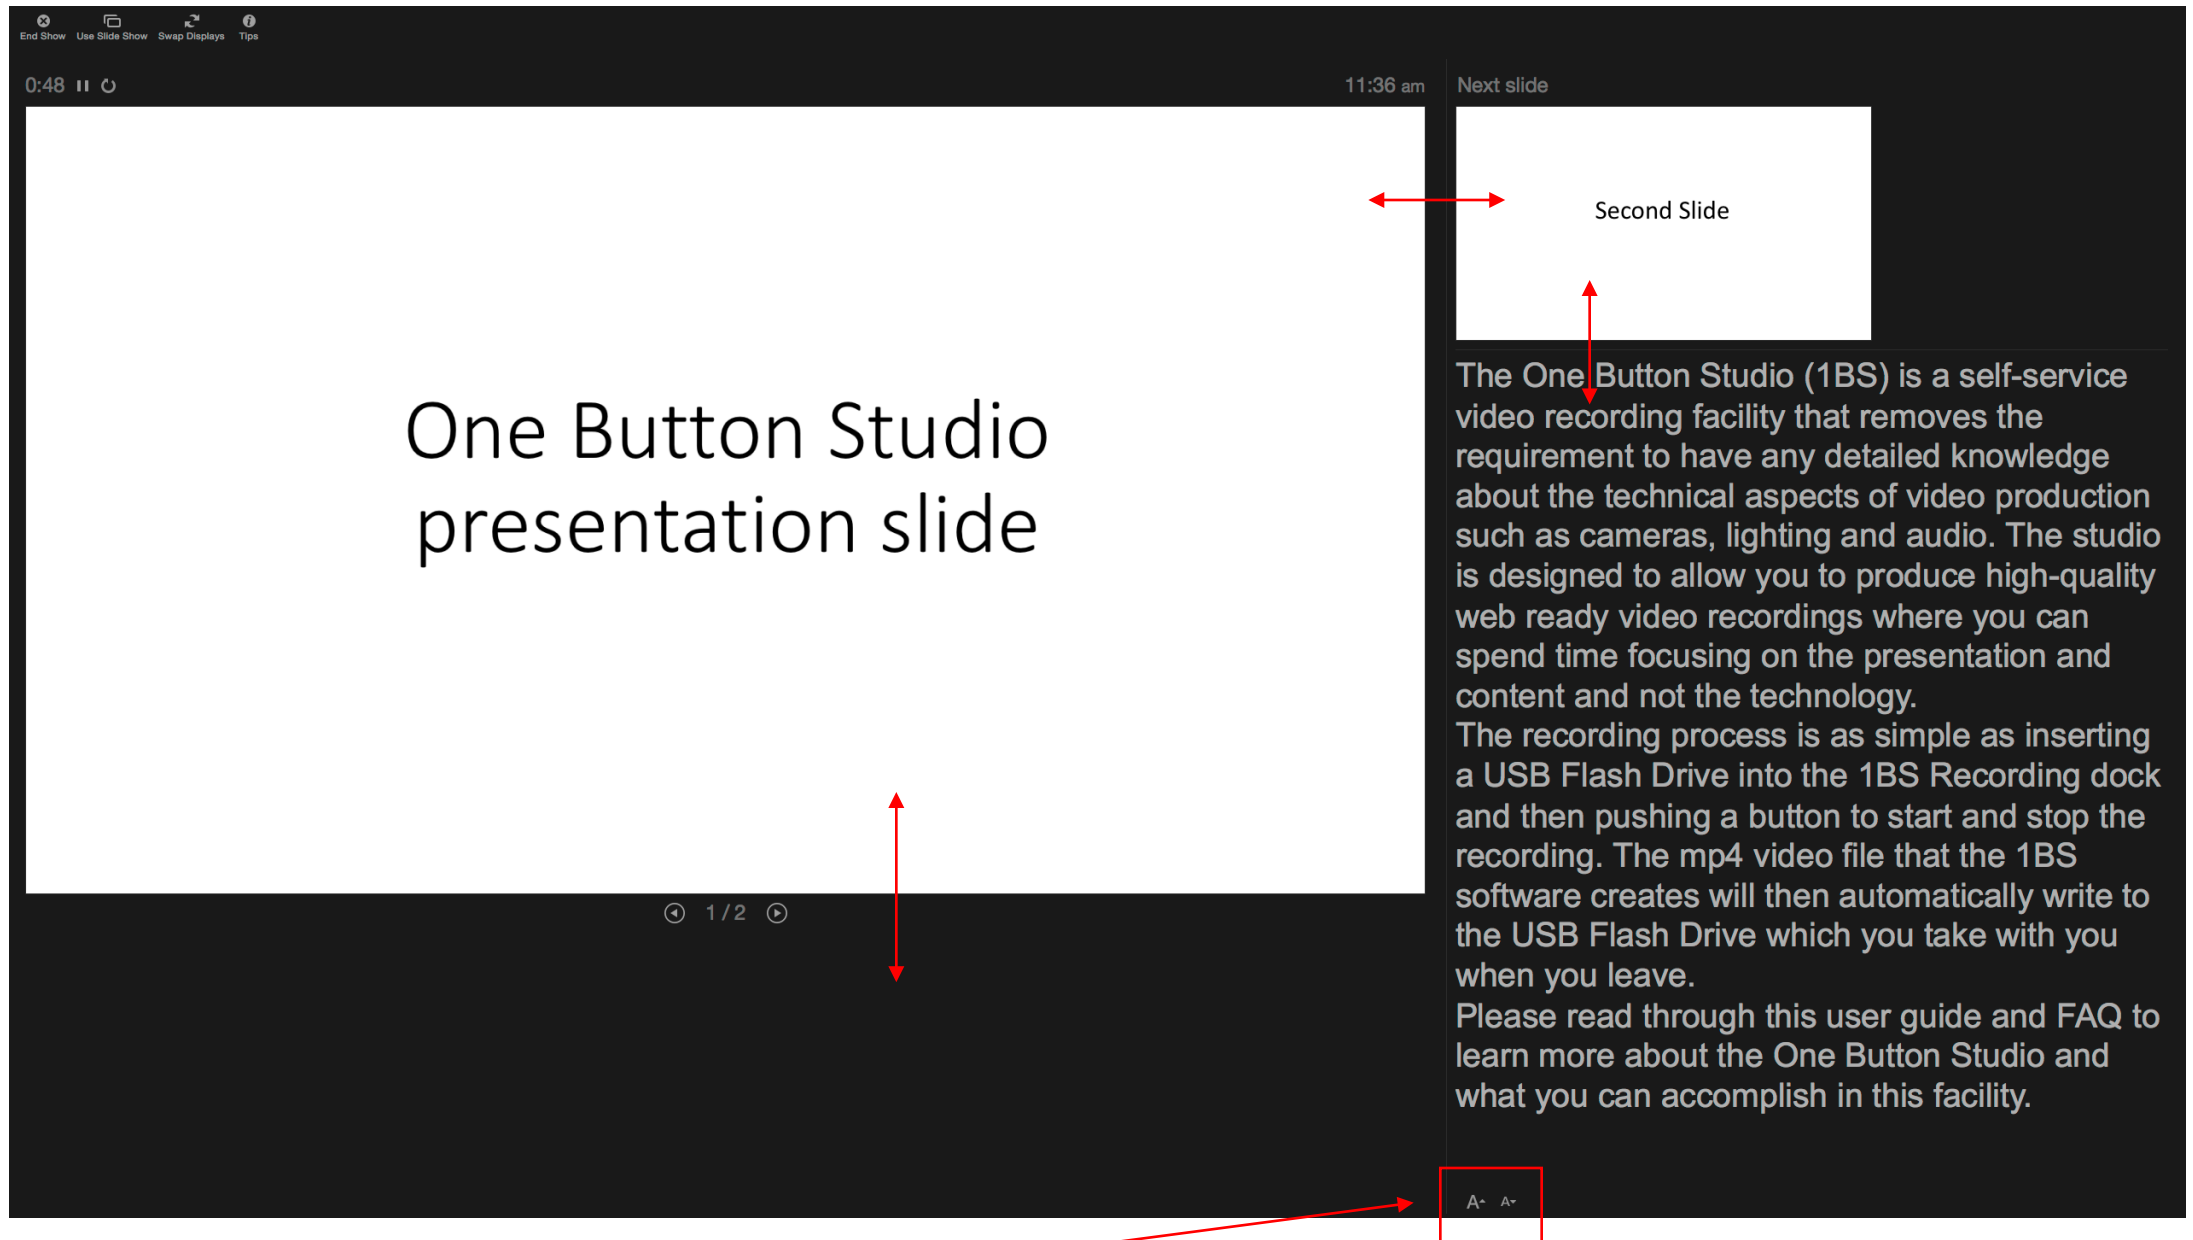 End Show Use Slide Show Swap Displays Tips
0:48
11:36 am
One Button Studio
presentation slide
1 / 2
Next slide
Second Slide
The One Button Studio (1BS) is a self-service
video recording facility that removes the
requirement to have any detailed knowledge
about the technical aspects of video production
such as cameras, lighting and audio. The studio
is designed to allow you to produce high-quality
web ready video recordings where you can
spend time focusing on the presentation and
content and not the technology.
The recording process is as simple as inserting
a USB Flash Drive into the 1BS Recording dock
and then pushing a button to start and stop the
recording. The mp4 video file that the 1BS
software creates will then automatically write to
the USB Flash Drive which you take with you
when you leave.
Please read through this user guide and FAQ to
learn more about the One Button Studio and
what you can accomplish in this facility.
A A